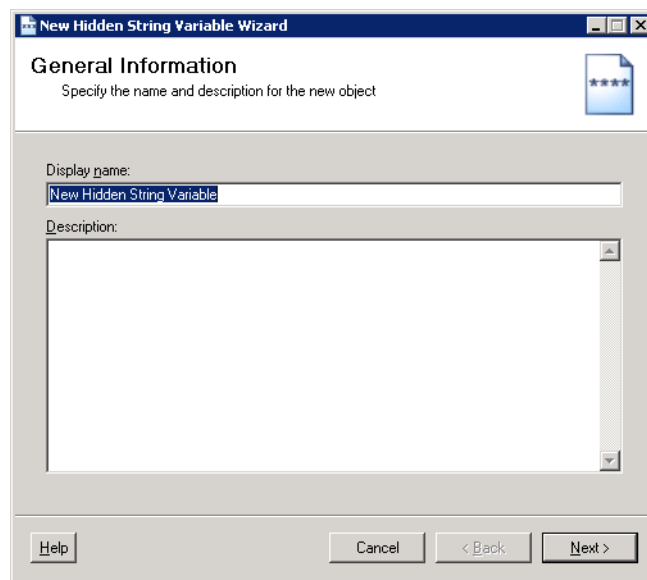 New Hidden String Variable Wizard
General Information
Specify the name and description for the new object
****
Display name:
New Hidden String Variable
Description:
Help
Cancel
< Back
Next >